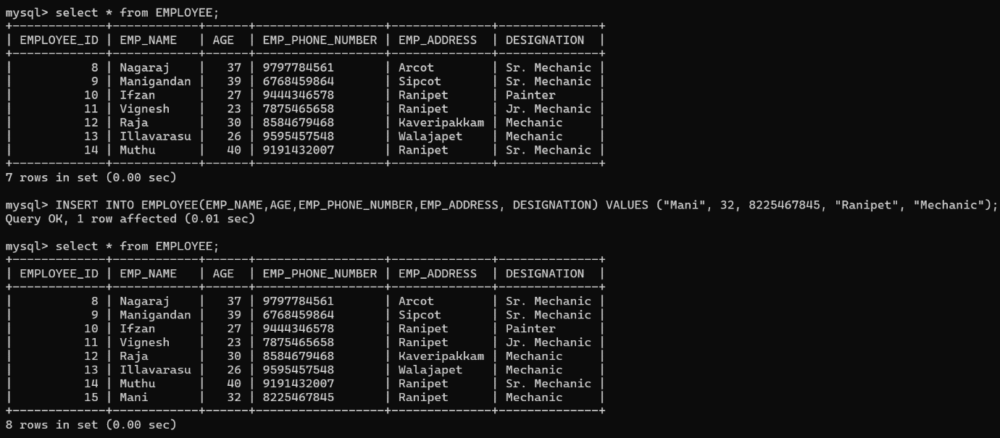 mysql> select * from EMPLOYEE;
+-------------+------------+------+------------------+--------------+--------------+
| EMPLOYEE_ID | EMP_NAME   | AGE  | EMP_PHONE_NUMBER | EMP_ADDRESS  | DESIGNATION  |
+-------------+------------+------+------------------+--------------+--------------+
|           8 | Nagaraj    |   37 | 9797784561       | Arcot        | Sr. Mechanic |
|           9 | Manigandan |   39 | 6768459864       | Sipcot       | Sr. Mechanic |
|          10 | Ifzan      |   27 | 9444346578       | Ranipet      | Painter      |
|          11 | Vignesh    |   23 | 7875465658       | Ranipet      | Jr. Mechanic |
|          12 | Raja       |   30 | 8584679468       | Kaveripakkam | Mechanic     |
|          13 | Illavarasu |   26 | 9595457548       | Walajapet    | Mechanic     |
|          14 | Muthu      |   40 | 9191432007       | Ranipet      | Sr. Mechanic |
+-------------+------------+------+------------------+--------------+--------------+
7 rows in set (0.00 sec)
mysql> INSERT INTO EMPLOYEE(EMP_NAME,AGE,EMP_PHONE_NUMBER,EMP_ADDRESS, DESIGNATION) VALUES ("Mani", 32, 8225467845, "Ranipet", "Mechanic");
Query OK, 1 row affected (0.01 sec)
mysql> select * from EMPLOYEE;
+-------------+------------+------+------------------+--------------+--------------+
| EMPLOYEE_ID | EMP_NAME   | AGE  | EMP_PHONE_NUMBER | EMP_ADDRESS  | DESIGNATION  |
+-------------+------------+------+------------------+--------------+--------------+
|           8 | Nagaraj    |   37 | 9797784561       | Arcot        | Sr. Mechanic |
|           9 | Manigandan |   39 | 6768459864       | Sipcot       | Sr. Mechanic |
|          10 | Ifzan      |   27 | 9444346578       | Ranipet      | Painter      |
|          11 | Vignesh    |   23 | 7875465658       | Ranipet      | Jr. Mechanic |
|          12 | Raja       |   30 | 8584679468       | Kaveripakkam | Mechanic     |
|          13 | Illavarasu |   26 | 9595457548       | Walajapet    | Mechanic     |
|          14 | Muthu      |   40 | 9191432007       | Ranipet      | Sr. Mechanic |
|          15 | Mani       |   32 | 8225467845       | Ranipet      | Mechanic     |
+-------------+------------+------+------------------+--------------+--------------+
8 rows in set (0.00 sec)